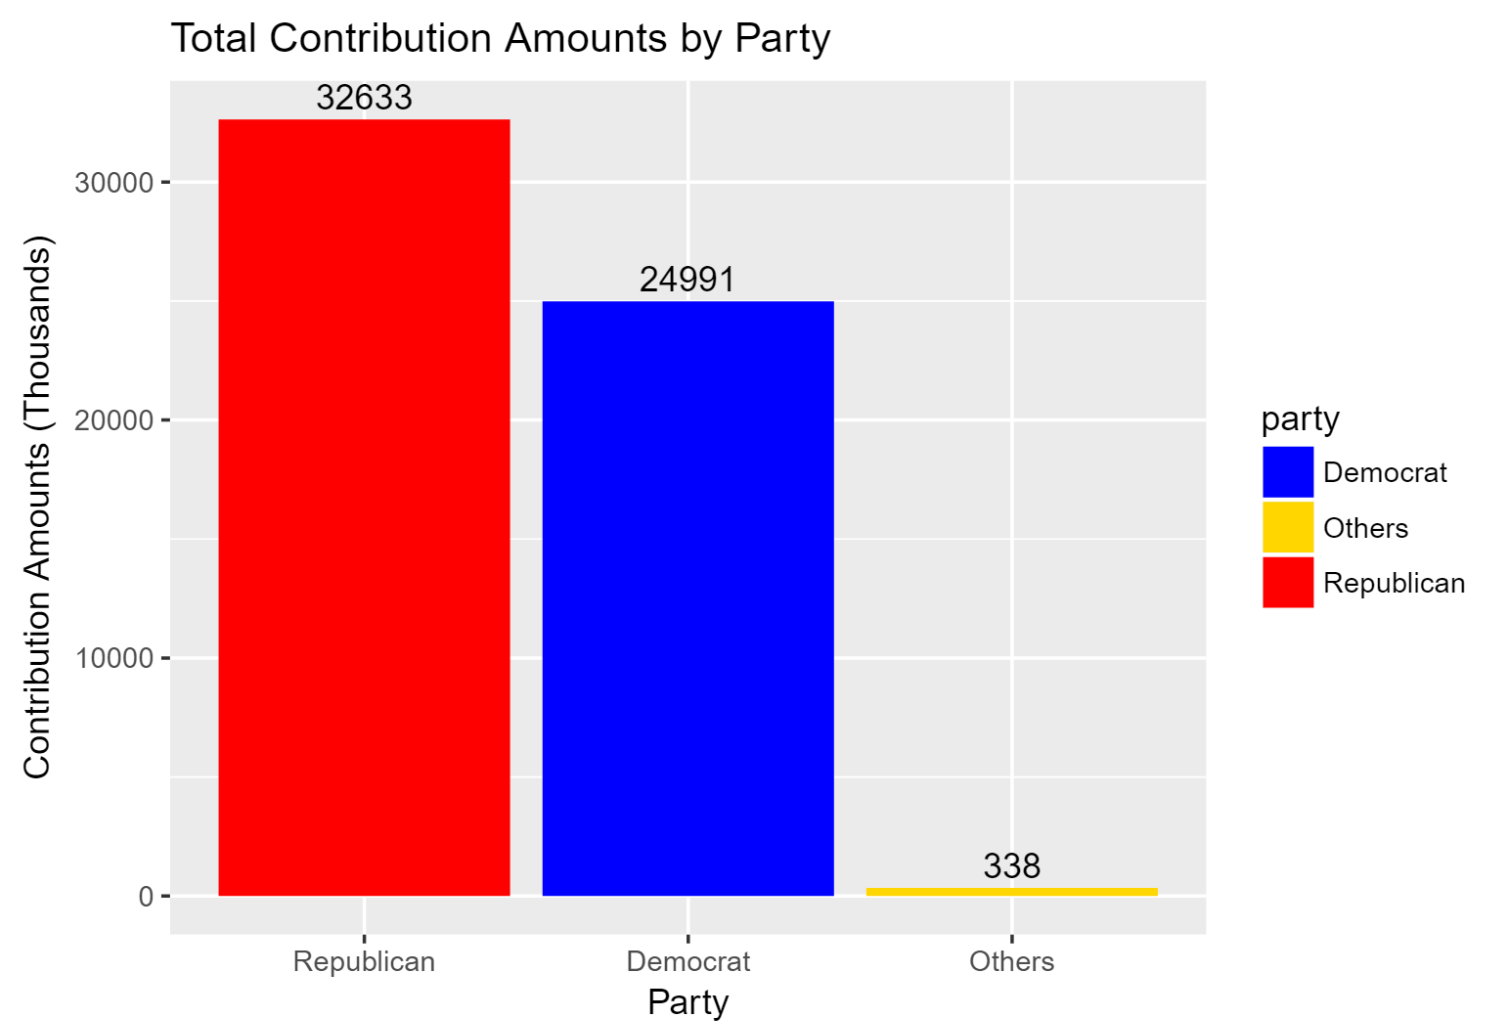 Total Contribution Amounts by Party
Contribution Amounts (Thousands)
30000
20000
10000
0
32633
24991
338
Republican
Democrat
Others
Party
party
Democrat
Others
Republican